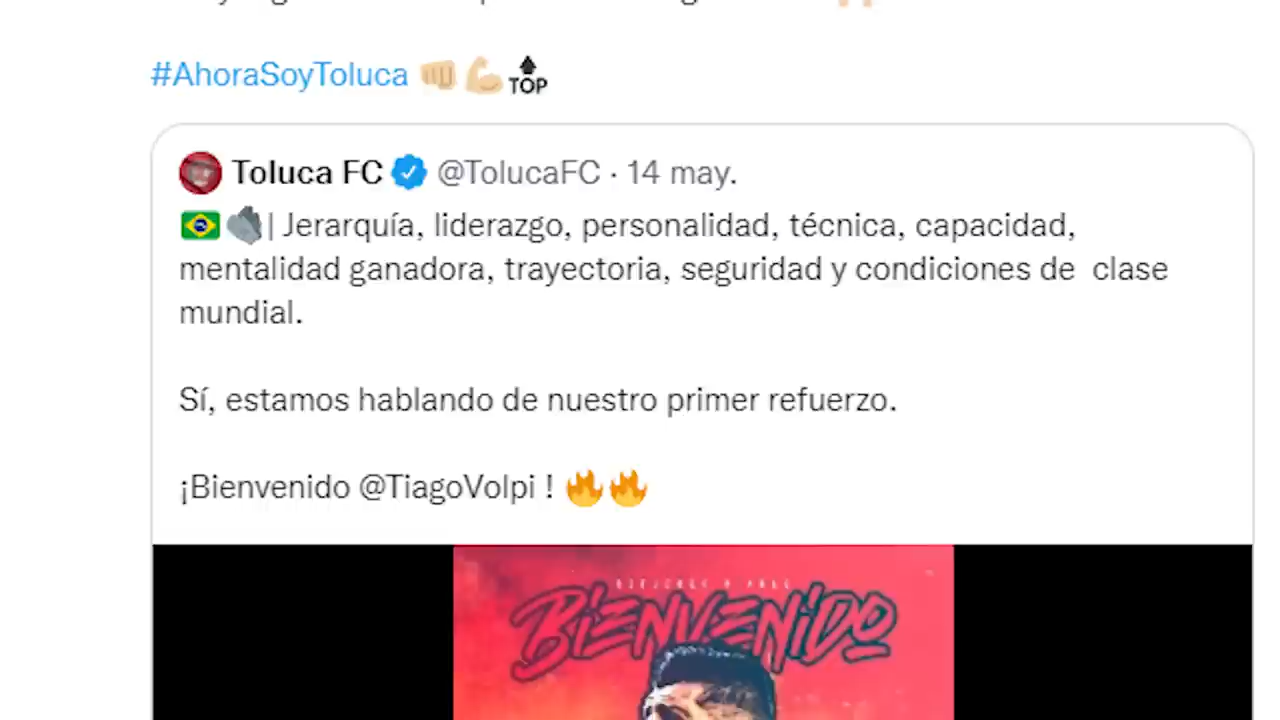 #AhoraSoyToluca 👊🏼💪🏼🔝
Toluca FC @TolucaFC · 14 may.
🇧🇷🧤| Jerarquía, liderazgo, personalidad, técnica, capacidad,
mentalidad ganadora, trayectoria, seguridad y condiciones de clase
mundial.
Sí, estamos hablando de nuestro primer refuerzo.
¡Bienvenido @TiagoVolpi ! 🔥🔥
BIENVENIDO